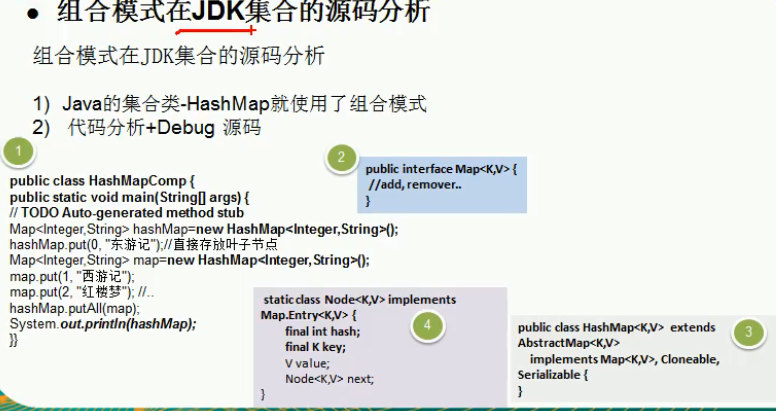 ● 组合模式在JDK集合的源码分析
组合模式在JDK集合的源码分析
1) Java的集合类-HashMap就使用了组合模式
2) 代码分析+Debug 源码
1
public class HashMapComp {
public static void main(String[] args) {
// TODO Auto-generated method stub
Map<Integer,String> hashMap=new HashMap<Integer,String>();
hashMap.put(0, "东游记");//直接存放叶子节点
Map<Integer,String> map=new HashMap<Integer,String>();
map.put(1, "西游记");
map.put(2, "红楼梦"); //..
hashMap.putAll(map);
System.out.println(hashMap);
}}
2
public interface Map<K,V> {
//add, remover..
}
4
static class Node<K,V> implements
Map.Entry<K,V> {
final int hash;
final K key;
V value;
Node<K,V> next;
}
3
public class HashMap<K,V> extends
AbstractMap<K,V>
implements Map<K,V>, Cloneable,
Serializable {
}